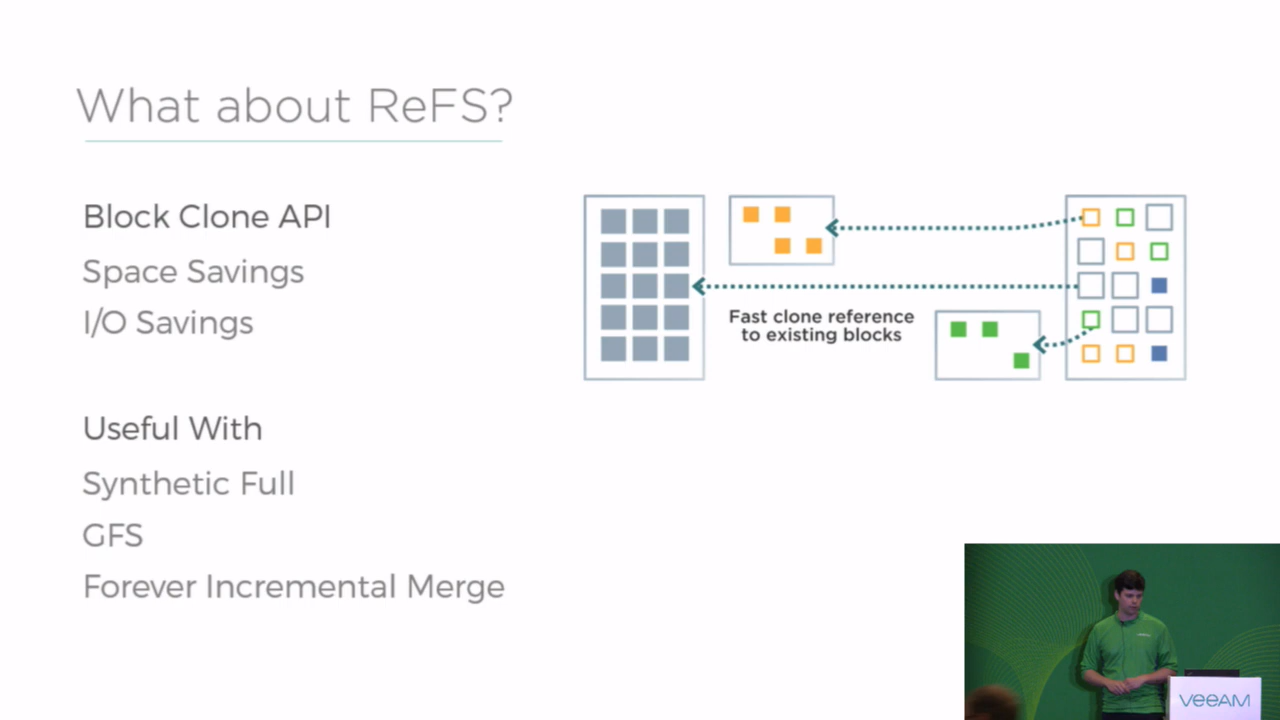 What about ReFS?
Block Clone API
Space Savings
I/O Savings
Fast clone reference
to existing blocks
Useful With
Synthetic Full
GFS
Forever Incremental Merge
veeAM